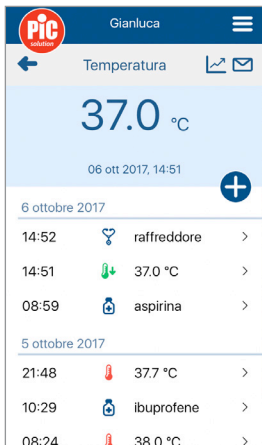 PiC
solution
Gianluca
Temperatura
37.0 °C
06 ott 2017, 14:51
6 ottobre 2017
14:52 raffreddore
14:51 37.0 °C
08:59 aspirina
5 ottobre 2017
21:48 37.7 °C
10:29 ibuprofene
08:24 38.0 °C